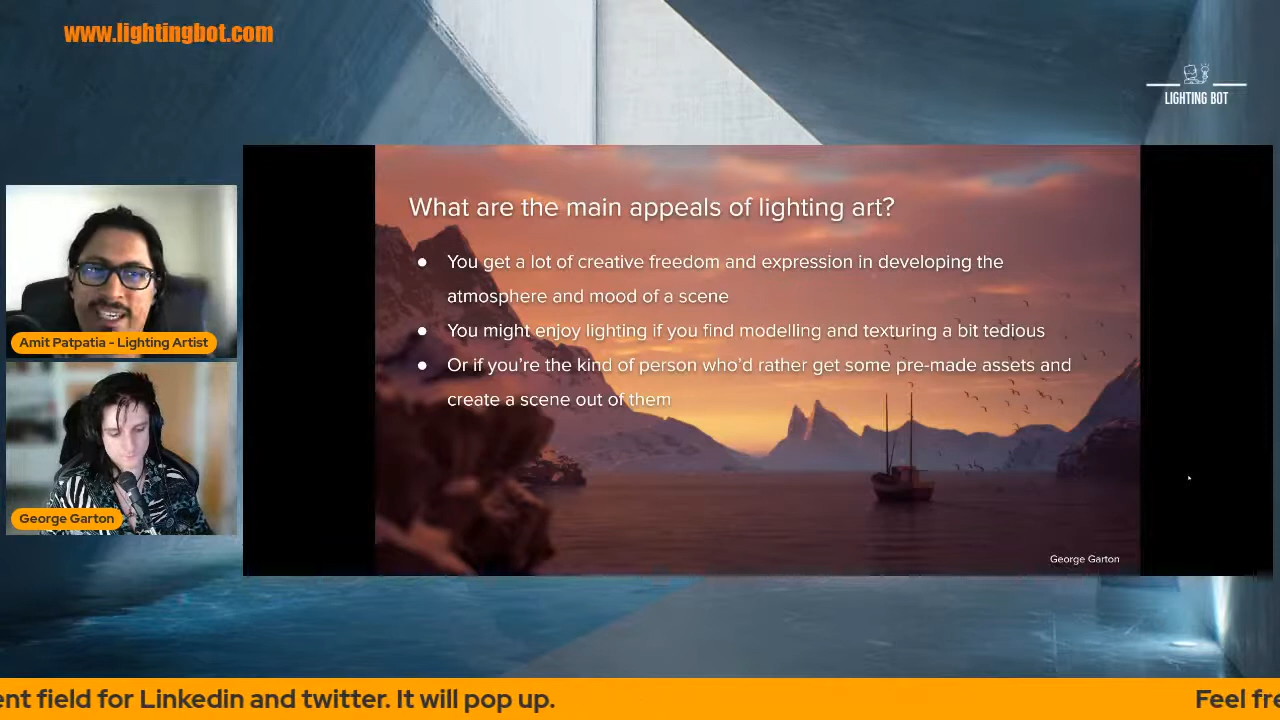 www.lightingbot.com
LIGHTING BOT
What are the main appeals of lighting art?
● You get a lot of creative freedom and expression in developing the
atmosphere and mood of a scene
● You might enjoy lighting if you find modelling and texturing a bit tedious
● Or if you're the kind of person who'd rather get some pre-made assets and
create a scene out of them
George Garton
Amit Patpatia - Lighting Artist
George Garton
field for Linkedin and twitter. It will pop up.
Feel